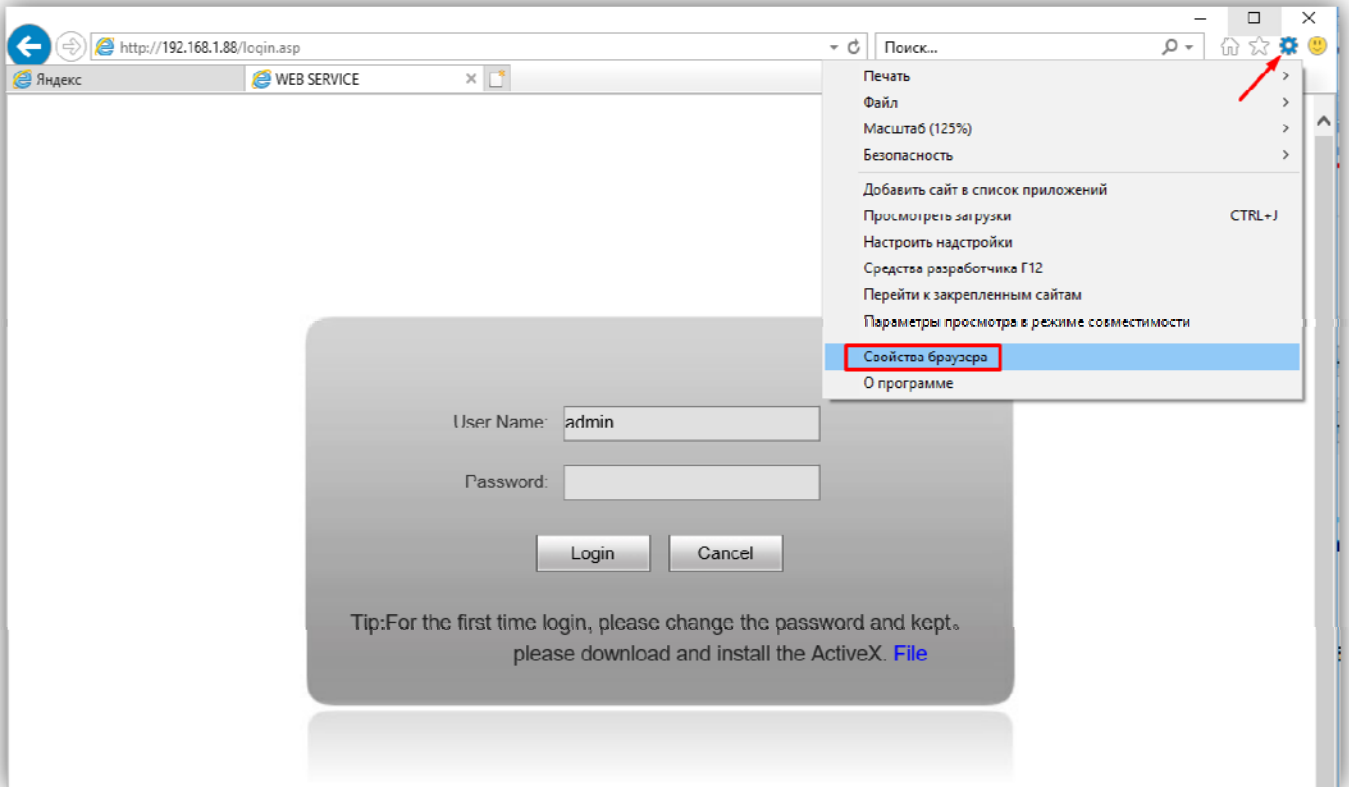 http://192.168.1.88/login.asp
Поиск...
Яндекс
WEB SERVICE
Печать
Файл
Масштаб (125%)
Безопасность
Добавить сайт в список приложений
Просмотреть загрузки CTRL+J
Настроить надстройки
Средства разработчика F12
Перейти к закрепленным сайтам
Параметры просмотра в режиме совместимости
Свойства браузера
О программе
User Name: admin
Password:
Login Cancel
Tip:For the first time login, please change the password and kept。
please download and install the ActiveX. File